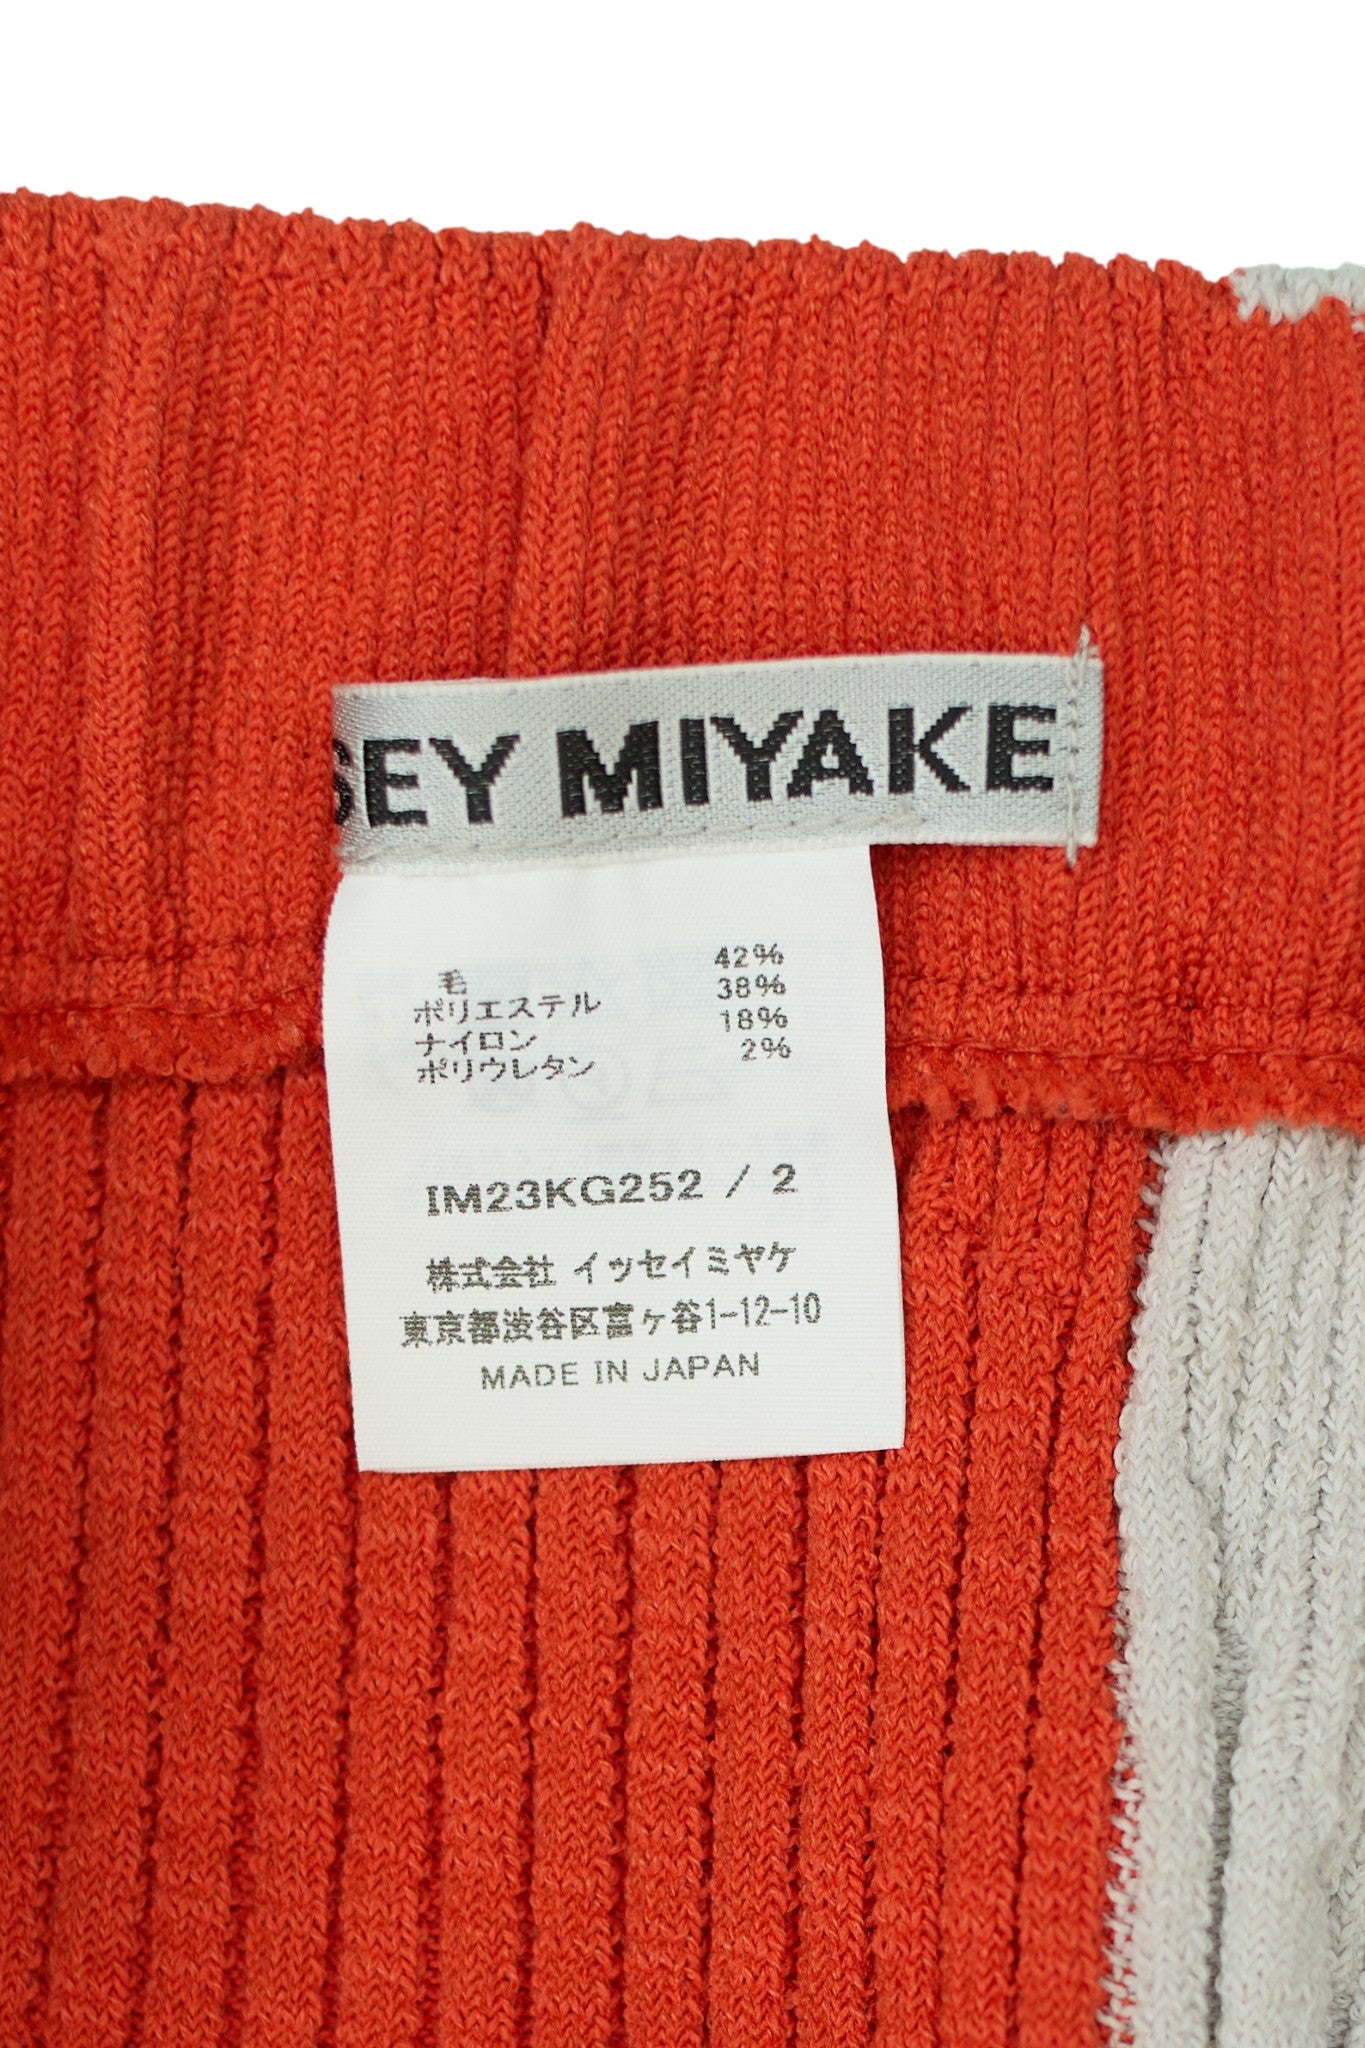 SEY MIYAKE
毛 42%
ポリエステル 38%
ナイロン 18%
ポリウレタン 2%
IM23KG252 / 2
株式会社 イッセイミヤケ
東京都渋谷区富ヶ谷1-12-10
MADE IN JAPAN